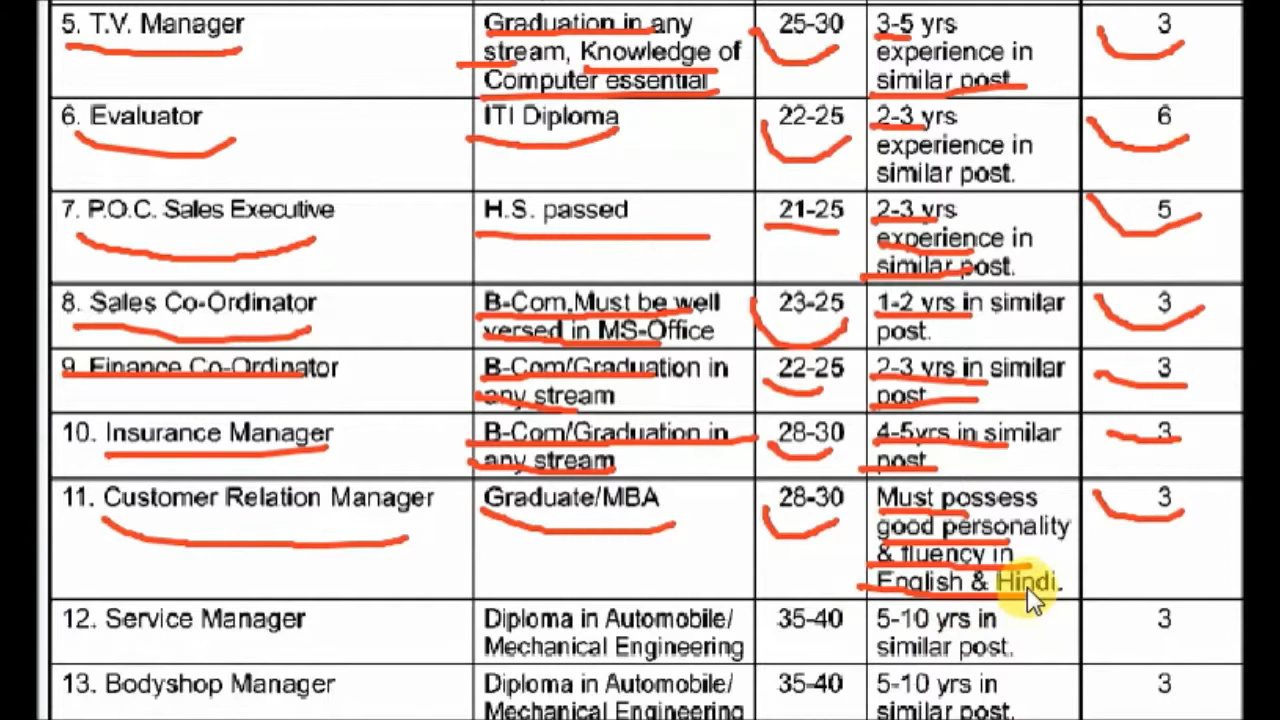 5. T.V. Manager Graduation in any 25-30 3-5 yrs 3
stream, Knowledge of experience in
Computer essential similar post.
6. Evaluator ITI Diploma 22-25 2-3 yrs 6
experience in
similar post.
7. P.O.C. Sales Executive H.S. passed 21-25 2-3 yrs 5
experience in
similar post.
8. Sales Co-Ordinator B-Com,Must be well 23-25 1-2 yrs in similar 3
versed in MS-Office post.
9. Finance Co-Ordinator B-Com/Graduation in 22-25 2-3 yrs in similar 3
any stream post.
10. Insurance Manager B-Com/Graduation in 28-30 4-5yrs in similar 3
any stream post.
11. Customer Relation Manager Graduate/MBA 28-30 Must possess 3
good personality
& fluency in
English & Hindi.
12. Service Manager Diploma in Automobile/ 35-40 5-10 yrs in 3
Mechanical Engineering similar post.
13. Bodyshop Manager Diploma in Automobile/ 35-40 5-10 yrs in 3
Mechanical Engineering similar post.